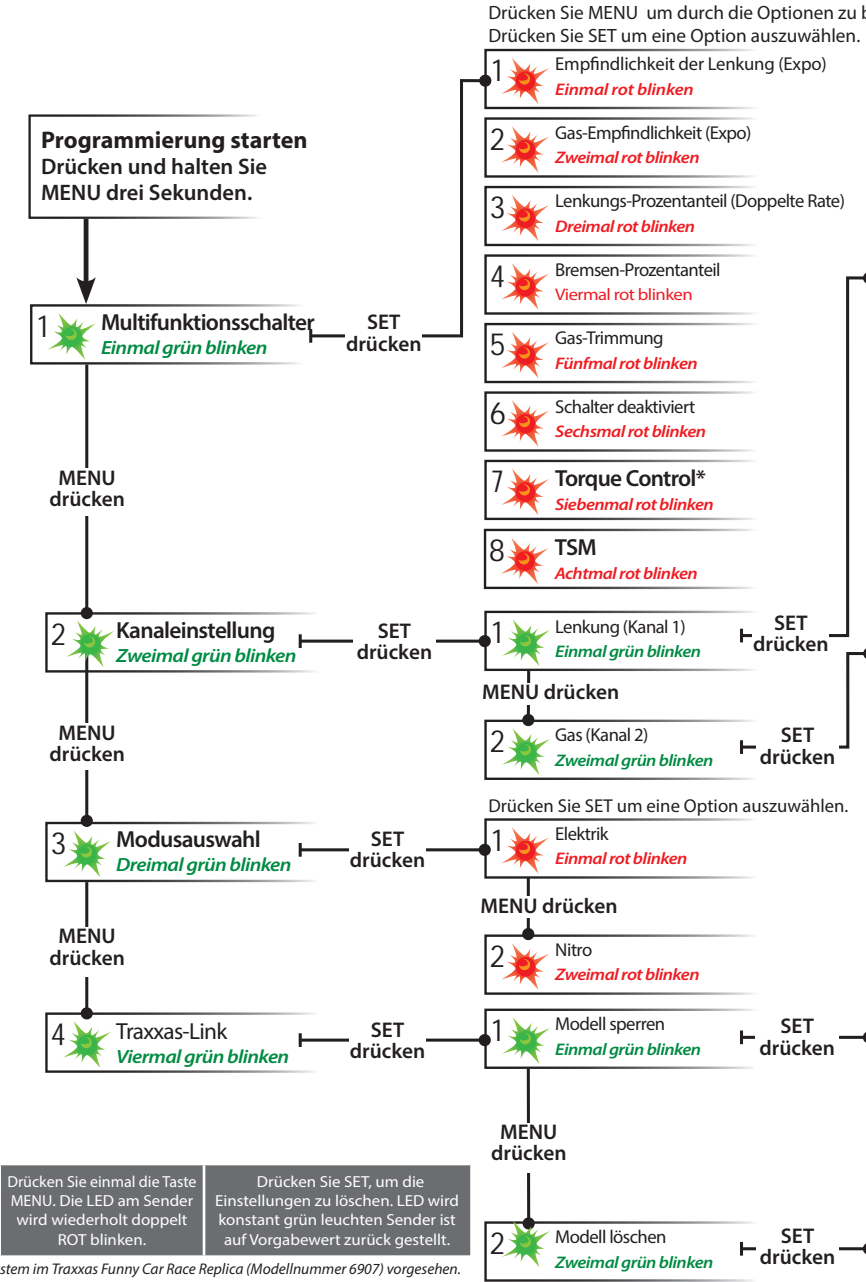 Drücken Sie MENU um durch die Optionen zu
Drücken Sie SET um eine Option auszuwählen.
Programmierung starten
Drücken und halten Sie
MENU drei Sekunden.
1 Multifunktionsschalter
Einmal grün blinken
SET
drücken
1 Empfindlichkeit der Lenkung (Expo)
Einmal rot blinken
2 Gas-Empfindlichkeit (Expo)
Zweimal rot blinken
3 Lenkungs-Prozentanteil (Doppelte Rate)
Dreimal rot blinken
4 Bremsen-Prozentanteil
Viermal rot blinken
5 Gas-Trimmung
Fünfmal rot blinken
6 Schalter deaktiviert
Sechsmal rot blinken
7 Torque Control*
Siebenmal rot blinken
8 TSM
Achtmal rot blinken
MENU
drücken
2 Kanaleinstellung
Zweimal grün blinken
SET
drücken
1 Lenkung (Kanal 1)
Einmal grün blinken
SET
drücken
MENU drücken
2 Gas (Kanal 2)
Zweimal grün blinken
SET
drücken
MENU
drücken
Drücken Sie SET um eine Option auszuwählen.
3 Modusauswahl
Dreimal grün blinken
SET
drücken
1 Elektrik
Einmal rot blinken
MENU drücken
2 Nitro
Zweimal rot blinken
MENU
drücken
4 Traxxas-Link
Viermal grün blinken
SET
drücken
1 Modell sperren
Einmal grün blinken
SET
drücken
MENU
drücken
2 Modell löschen
Zweimal grün blinken
SET
drücken
Drücken Sie einmal die Taste
MENU. Die LED am Sender
wird wiederholt doppelt
ROT blinken.
Drücken Sie SET, um die
Einstellungen zu löschen. LED wird
konstant grün leuchten Sender ist
auf Vorgabewert zurück gestellt.
stem im Traxxas Funny Car Race Replica (Modellnummer 6907) vorgesehen.